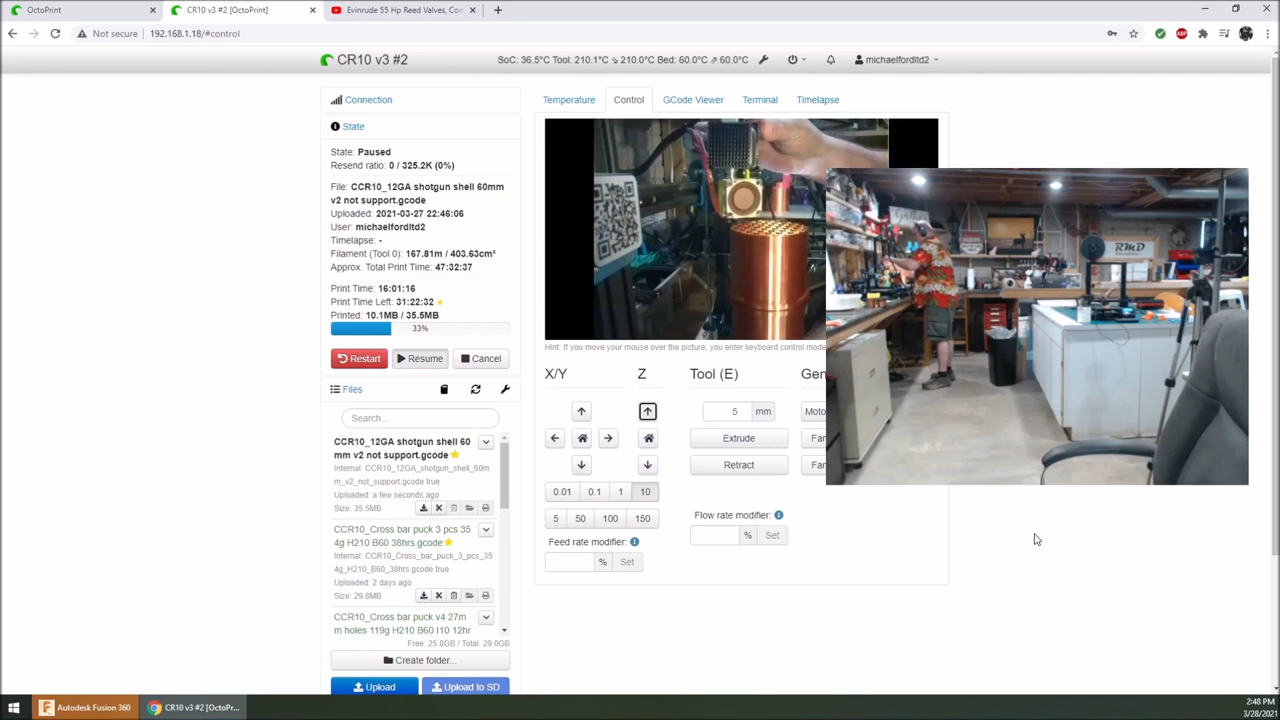 OctoPrint
CR10 v3 #2 [OctoPrint]
Evinrude 55 Hp Reed Valves, Con
Not secure
192.168.1.18/#control
ABP
CR10 v3 #2
SoC: 36.5°C Tool: 210.1°C ⇘ 210.0°C Bed: 60.0°C ⇗ 60.0°C
michaelfordltd2
Connection
State
State: Paused
Resend ratio: 0 / 325.2K (0%)
File: CCR10_12GA shotgun shell 60mm
v2 not support.gcode
Uploaded: 2021-03-27 22:46:06
User: michaelfordltd2
Timelapse: -
Filament (Tool 0): 167.81m / 403.63cm³
Approx. Total Print Time: 47:32:37
Print Time: 16:01:16
Print Time Left: 31:22:32
Printed: 10.1MB / 35.5MB
33%
Restart
Resume
Cancel
Files
Search...
CCR10_12GA shotgun shell 60
mm v2 not support.gcode
Internal: CCR10_12GA_shotgun_shell_60m
m_v2_not_support.gcode true
Uploaded: a few seconds ago
Size: 35.5MB
CCR10_Cross bar puck 3 pcs 35
4g H210 B60 38hrs.gcode
Internal: CCR10_Cross_bar_puck_3_pcs_35
4g_H210_B60_38hrs.gcode true
Uploaded: 2 days ago
Size: 29.8MB
CCR10_Cross bar puck v4 27m
m holes 119g H210 B60 I10 12hr
Free: 25.8GB / Total: 29.0GB
Create folder...
Upload
Upload to SD
Temperature
Control
GCode Viewer
Terminal
Timelapse
Hint: If you move your mouse over the picture, you enter keyboard control mode
RMD
X/Y
Z
Tool (E)
Gen
5
mm
Moto
Extrude
Fan
Retract
Fan
0.01
0.1
1
10
5
50
100
150
Flow rate modifier:
%
Set
Feed rate modifier:
%
Set
Autodesk Fusion 360
CR10 v3 #2 [OctoPr...
2:48 PM
3/28/2021